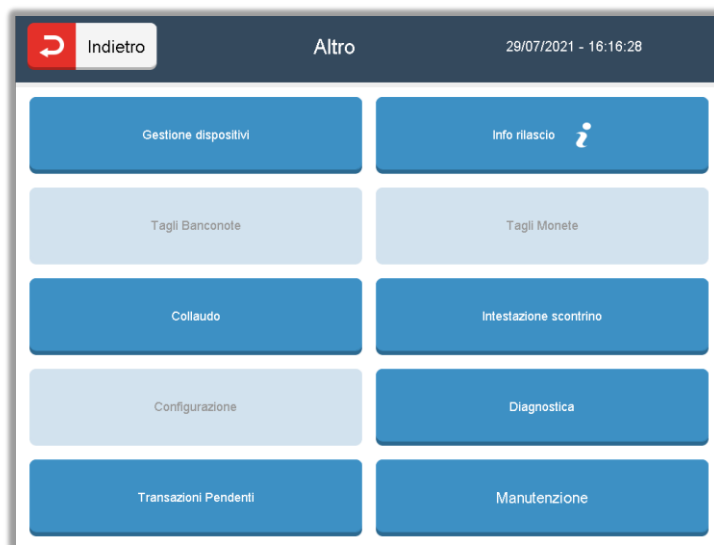 Indietro
Altro
29/07/2021 - 16:16:28
Gestione dispositivi
Info rilascio
Tagli Banconote
Tagli Monete
Collaudo
Intestazione scontrino
Configurazione
Diagnostica
Transazioni Pendenti
Manutenzione